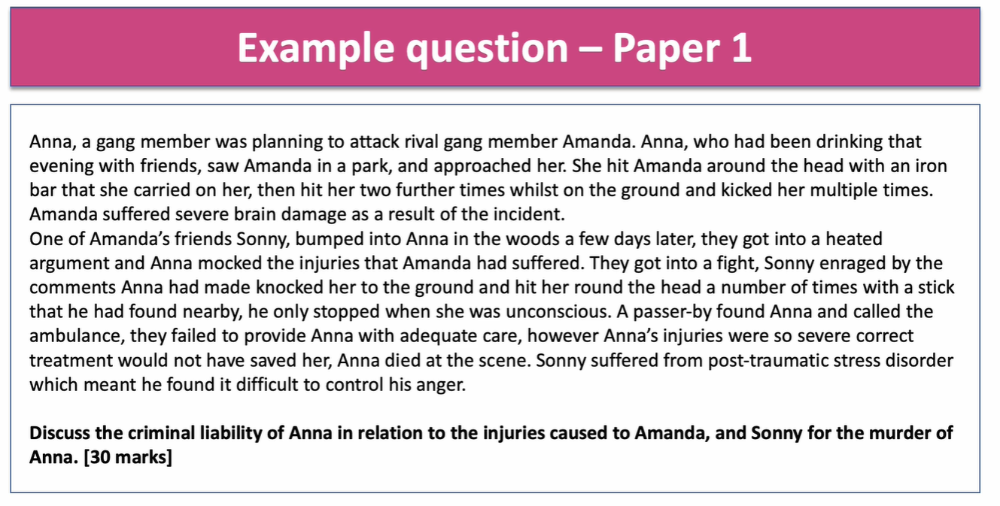 Example question – Paper 1
Anna, a gang member was planning to attack rival gang member Amanda. Anna, who had been drinking that
evening with friends, saw Amanda in a park, and approached her. She hit Amanda around the head with an iron
bar that she carried on her, then hit her two further times whilst on the ground and kicked her multiple times.
Amanda suffered severe brain damage as a result of the incident.
One of Amanda’s friends Sonny, bumped into Anna in the woods a few days later, they got into a heated
argument and Anna mocked the injuries that Amanda had suffered. They got into a fight, Sonny enraged by the
comments Anna had made knocked her to the ground and hit her round the head a number of times with a stick
that he had found nearby, he only stopped when she was unconscious. A passer-by found Anna and called the
ambulance, they failed to provide Anna with adequate care, however Anna’s injuries were so severe correct
treatment would not have saved her, Anna died at the scene. Sonny suffered from post-traumatic stress disorder
which meant he found it difficult to control his anger.
Discuss the criminal liability of Anna in relation to the injuries caused to Amanda, and Sonny for the murder of
Anna. [30 marks]